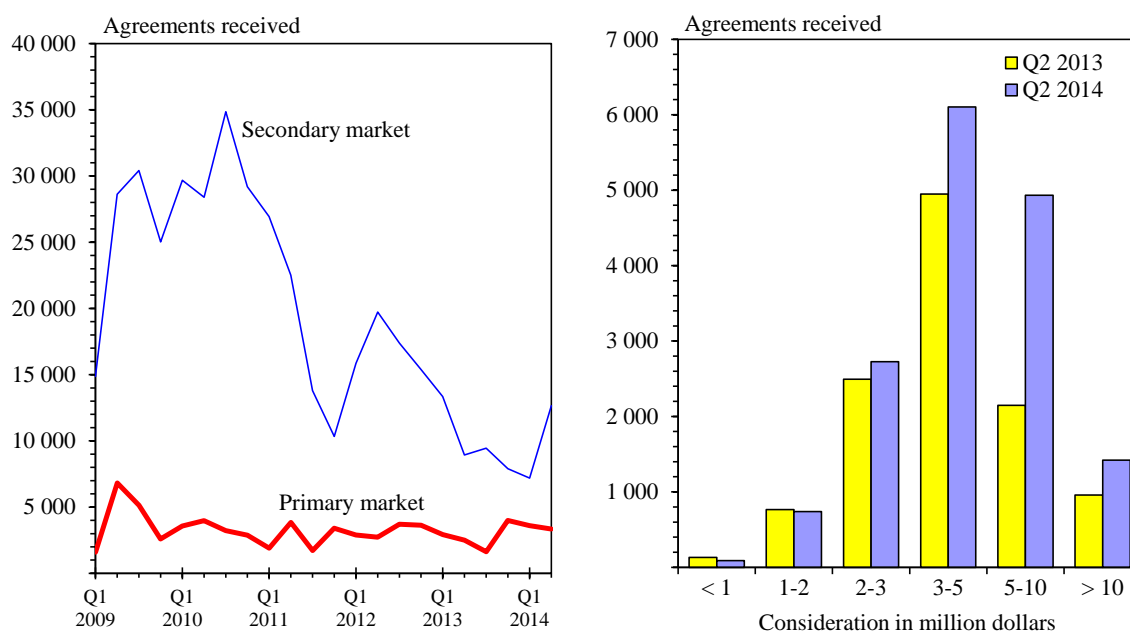 Agreements received
40 000
35 000
30 000
25 000
20 000
15 000
10 000
5 000
Secondary market
Primary market
Q1 Q1 Q1 Q1 Q1 Q1
2009 2010 2011 2012 2013 2014
Agreements received
7 000
6 000
5 000
4 000
3 000
2 000
1 000
Q2 2013
Q2 2014
< 1 1-2 2-3 3-5 5-10 > 10
Consideration in million dollars